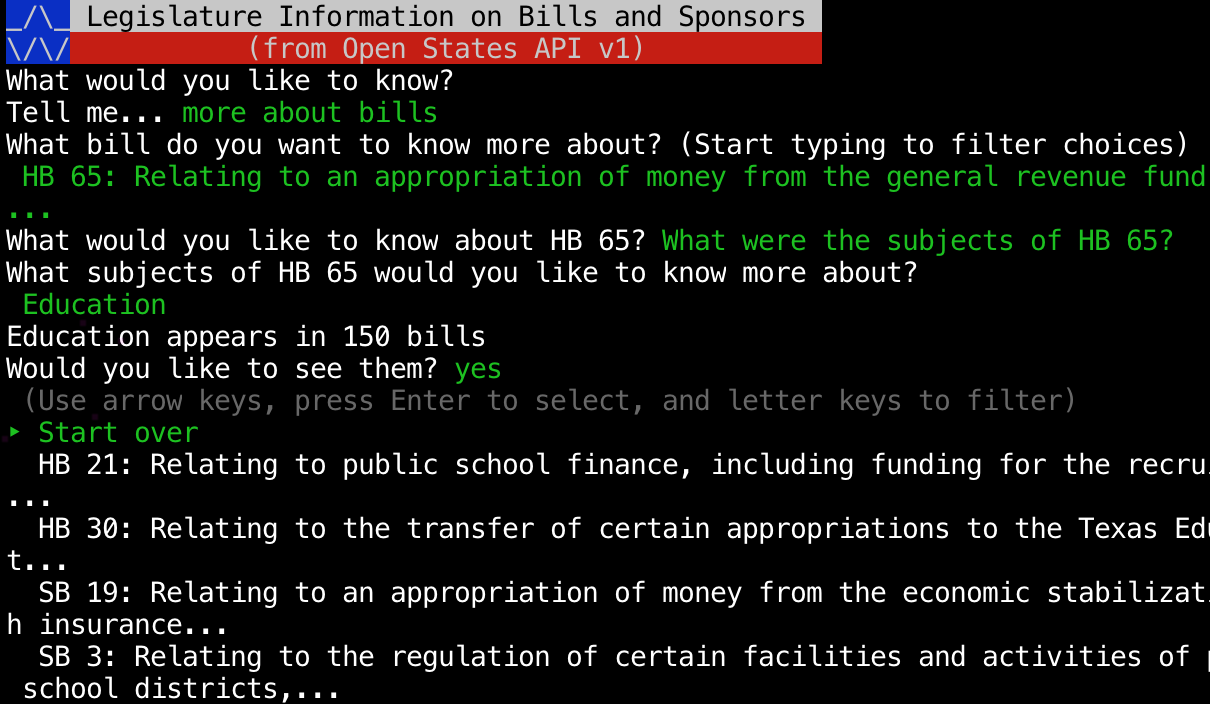 _/\_ Legislature Information on Bills and Sponsors
\/\/ (from Open States API v1)
What would you like to know?
Tell me... more about bills
What bill do you want to know more about? (Start typing to filter choices)
HB 65: Relating to an appropriation of money from the general revenue fund
...
What would you like to know about HB 65? What were the subjects of HB 65?
What subjects of HB 65 would you like to know more about?
Education
Education appears in 150 bills
Would you like to see them? yes
(Use arrow keys, press Enter to select, and letter keys to filter)
▸ Start over
HB 21: Relating to public school finance, including funding for the recrui
...
HB 30: Relating to the transfer of certain appropriations to the Texas Edu
t...
SB 19: Relating to an appropriation of money from the economic stabilizati
h insurance...
SB 3: Relating to the regulation of certain facilities and activities of p
school districts,...